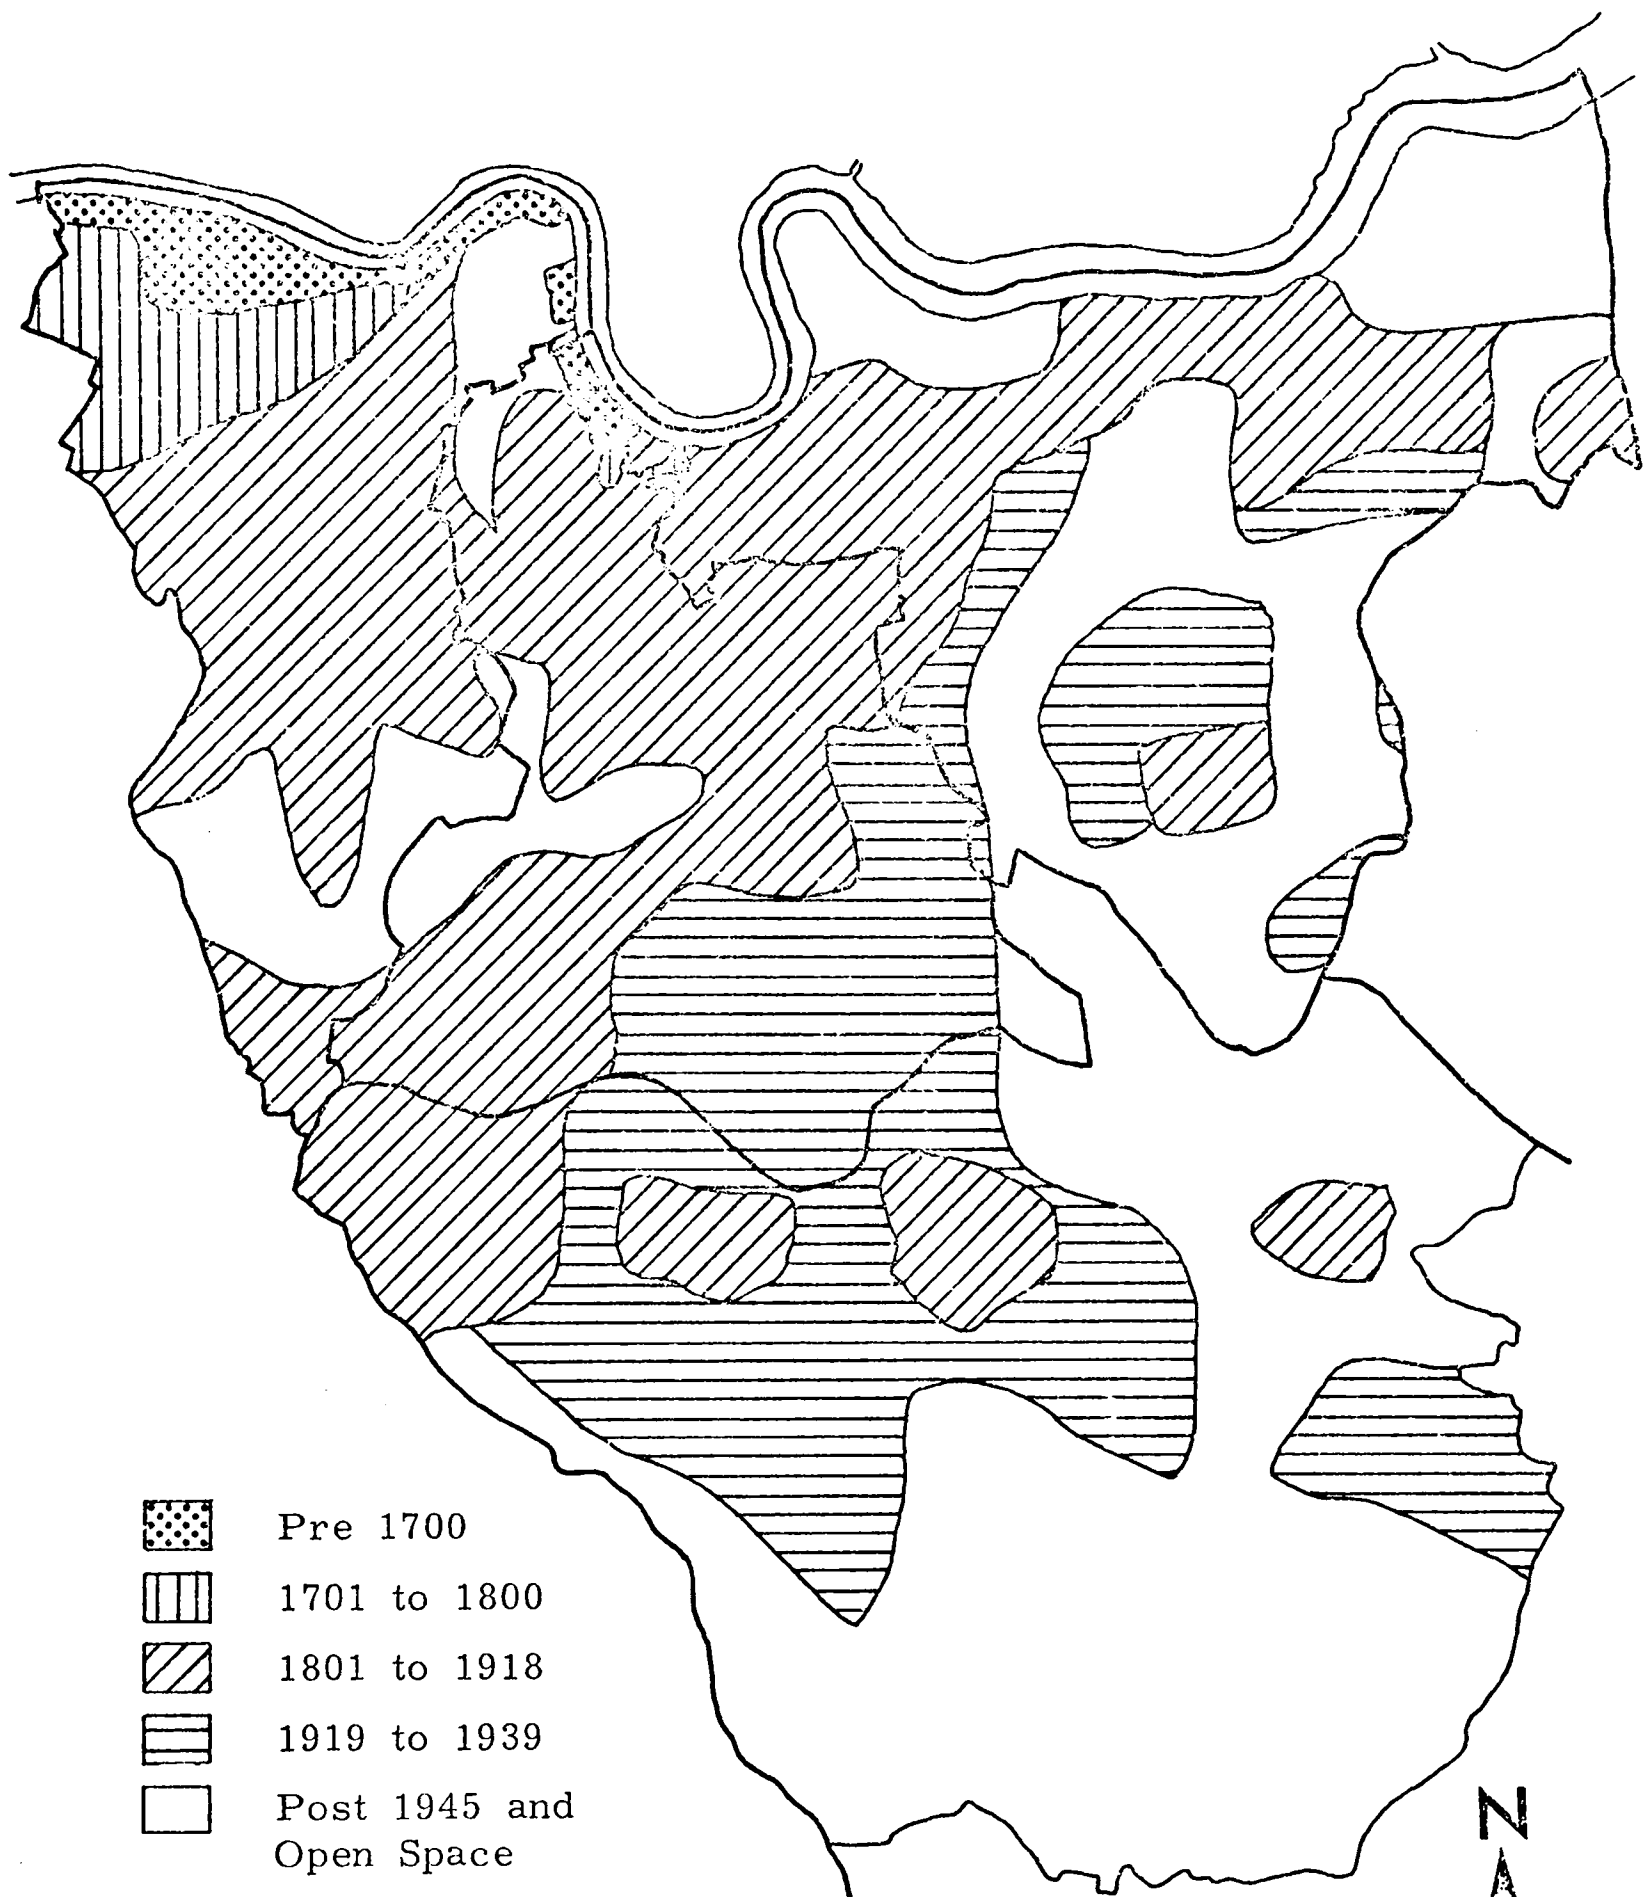 Pre 1700
1701 to 1800
1801 to 1918
1919 to 1939
Post 1945 and
Open Space
N